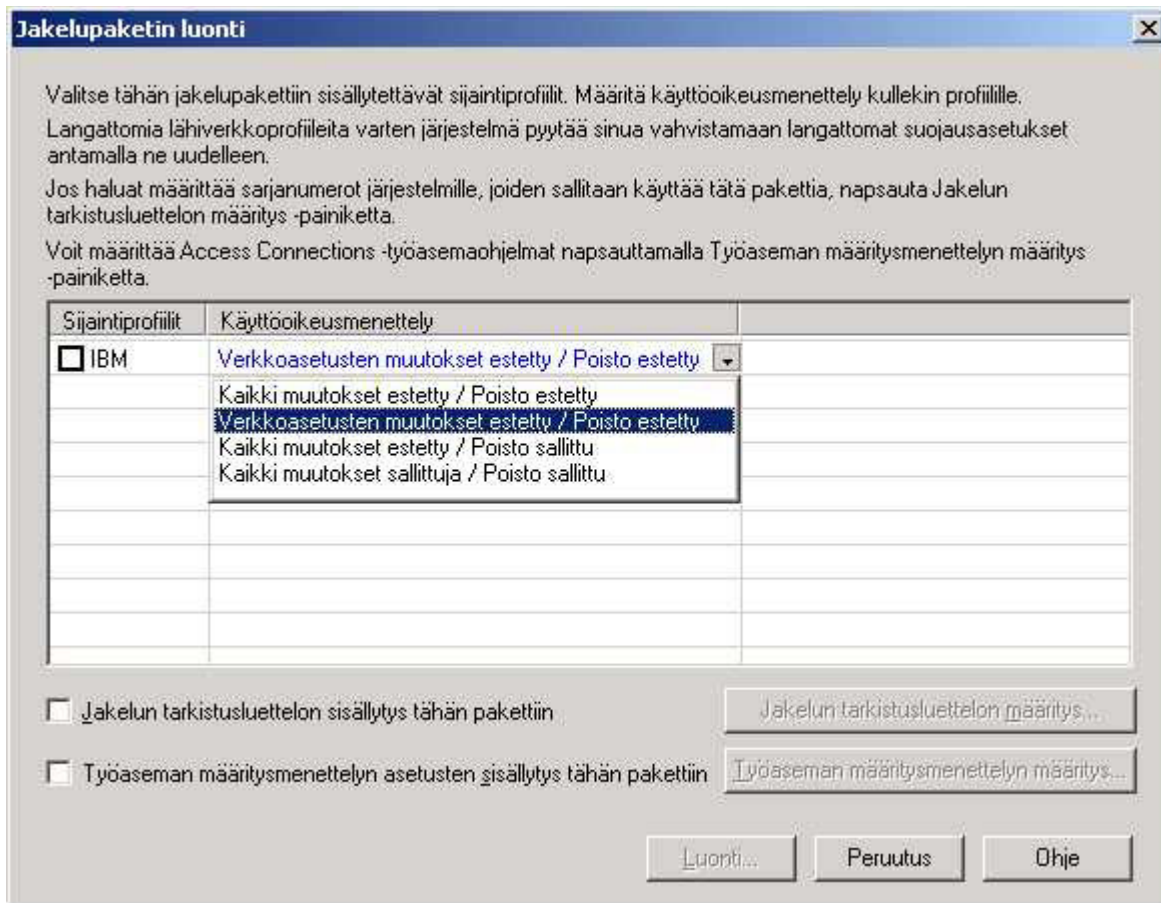 Jakelupaketin luonti
Valitse tähän jakelupakettiin sisällytettävät sijaintiprofiilit. Määritä käyttöoikeusmenettely kullekin profiilille.
Langattomia lähiverkkoprofiileita varten järjestelmä pyytää sinua vahvistamaan langattomat suojausasetukset
antamalla ne uudelleen.
Jos haluat määrittää sarjanumerot järjestelmille, joiden sallitaan käyttää tätä pakettia, napsauta Jakelun
tarkistusluettelon määritys -painiketta.
Voit määrittää Access Connections -työasemaohjelmat napsauttamalla Työaseman määritysmenettelyn määritys
-painiketta.
Sijaintiprofiilit Käyttöoikeusmenettely
IBM Verkkoasetusten muutokset estetty / Poisto estetty
Kaikki muutokset estetty / Poisto estetty
Verkkoasetusten muutokset estetty / Poisto estetty
Kaikki muutokset estetty / Poisto sallittu
Kaikki muutokset sallittuja / Poisto sallittu
Jakelun tarkistusluettelon sisällytys tähän pakettiin Jakelun tarkistusluettelon määritys...
Työaseman määritysmenettelyn asetusten sisällytys tähän pakettiin Työaseman määritysmenettelyn määritys...
Luonti... Peruutus Ohje